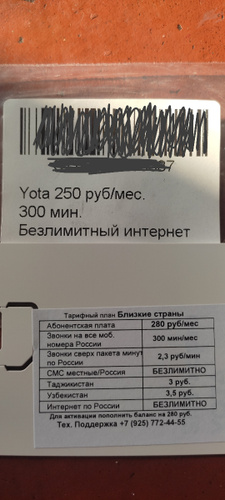 Yota 250 руб/мес.
300 мин.
Безлимитный интернет
Тарифный план Близкие страны
Абонентская плата 280 руб/мес
Звонки на все моб. номера России 300 мин/мес
Звонки сверх пакета минут по России 2,3 руб/мин
СМС местные/Россия БЕЗЛИМИТНО
Таджикистан 3 руб.
Узбекистан 3,5 руб.
Интернет по России БЕЗЛИМИТНО
Для активации пополнить баланс на 280 руб.
Тех. Поддержка +7 (925) 772-44-55